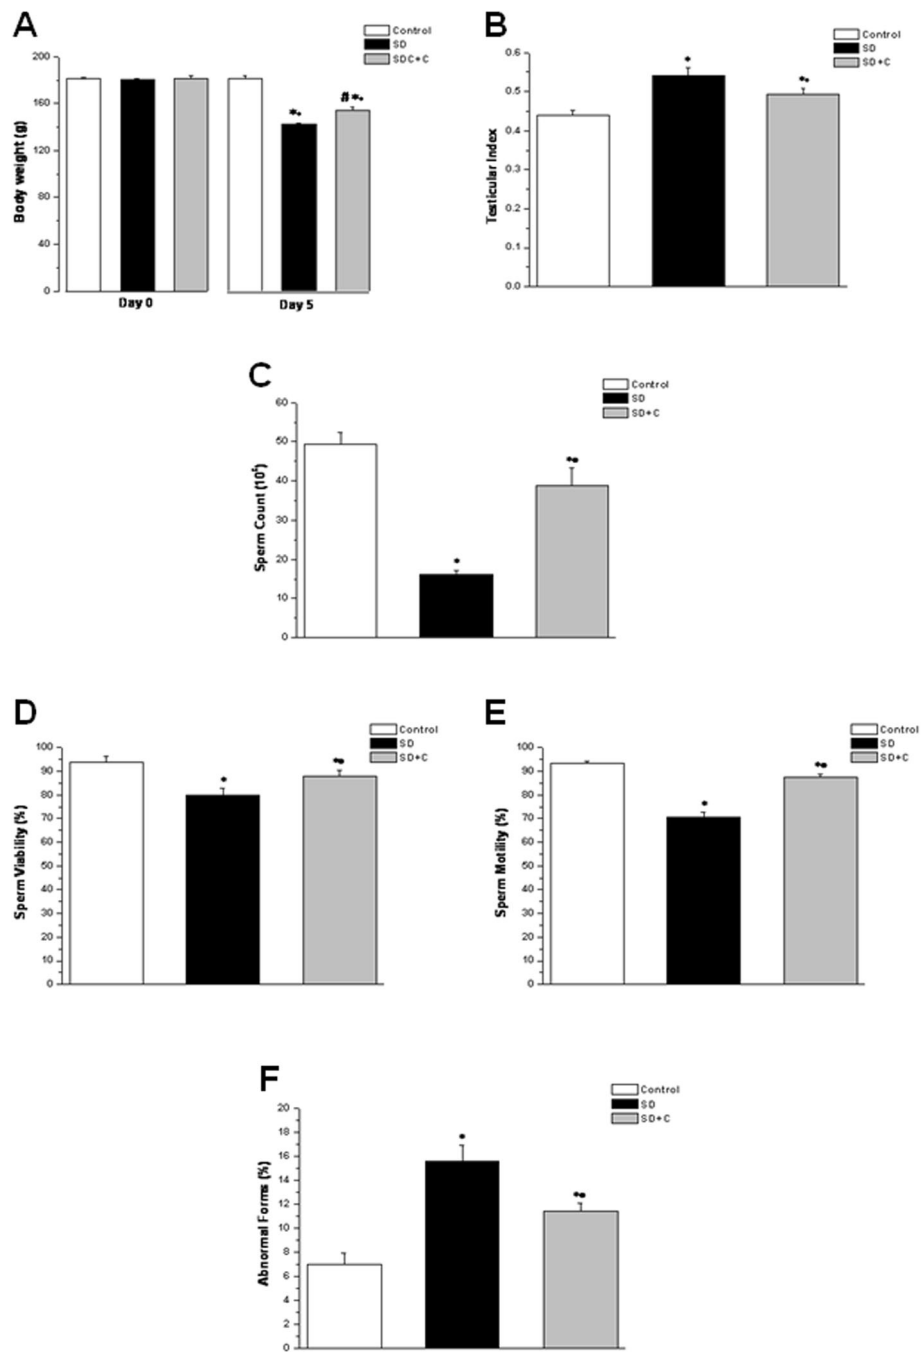 A
Control
SD
SDC+C
Body weight (g)
180
160
120
80
40
0
Day 0
Day 5
#*•
*•
B
Control
SD
SD+C
Testicular Index
0.6
0.5
0.4
0.3
0.2
0.1
0.0
*
*•
C
Control
SD
SD+C
Sperm Count (10⁶)
60
50
40
30
20
10
0
*
*•
D
Control
SD
SD+C
Sperm Viability (%)
100
90
80
70
60
50
40
30
20
10
0
*
*•
E
Control
SD
SD+C
Sperm Motility (%)
100
90
80
70
60
50
40
30
20
10
0
*
*•
F
Control
SD
SD+C
Abnormal Forms (%)
20
18
16
14
12
10
8
6
4
2
0
*
*•